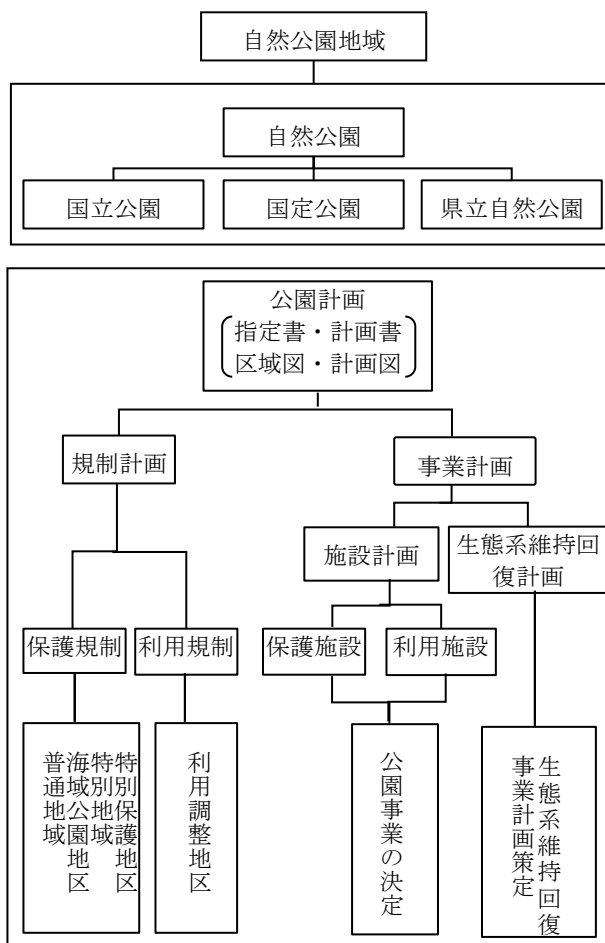 自然公園地域
自然公園
国立公園
国定公園
県立自然公園
公園計画
指定書・計画書
区域図・計画図
規制計画
事業計画
施設計画
生態系維持回
復計画
保護規制
利用規制
保護施設
利用施設
特別保護地区
特別地域
海域公園地区
普通地域
利用調整地区
公園事業の決定
生態系維持回復
事業計画策定